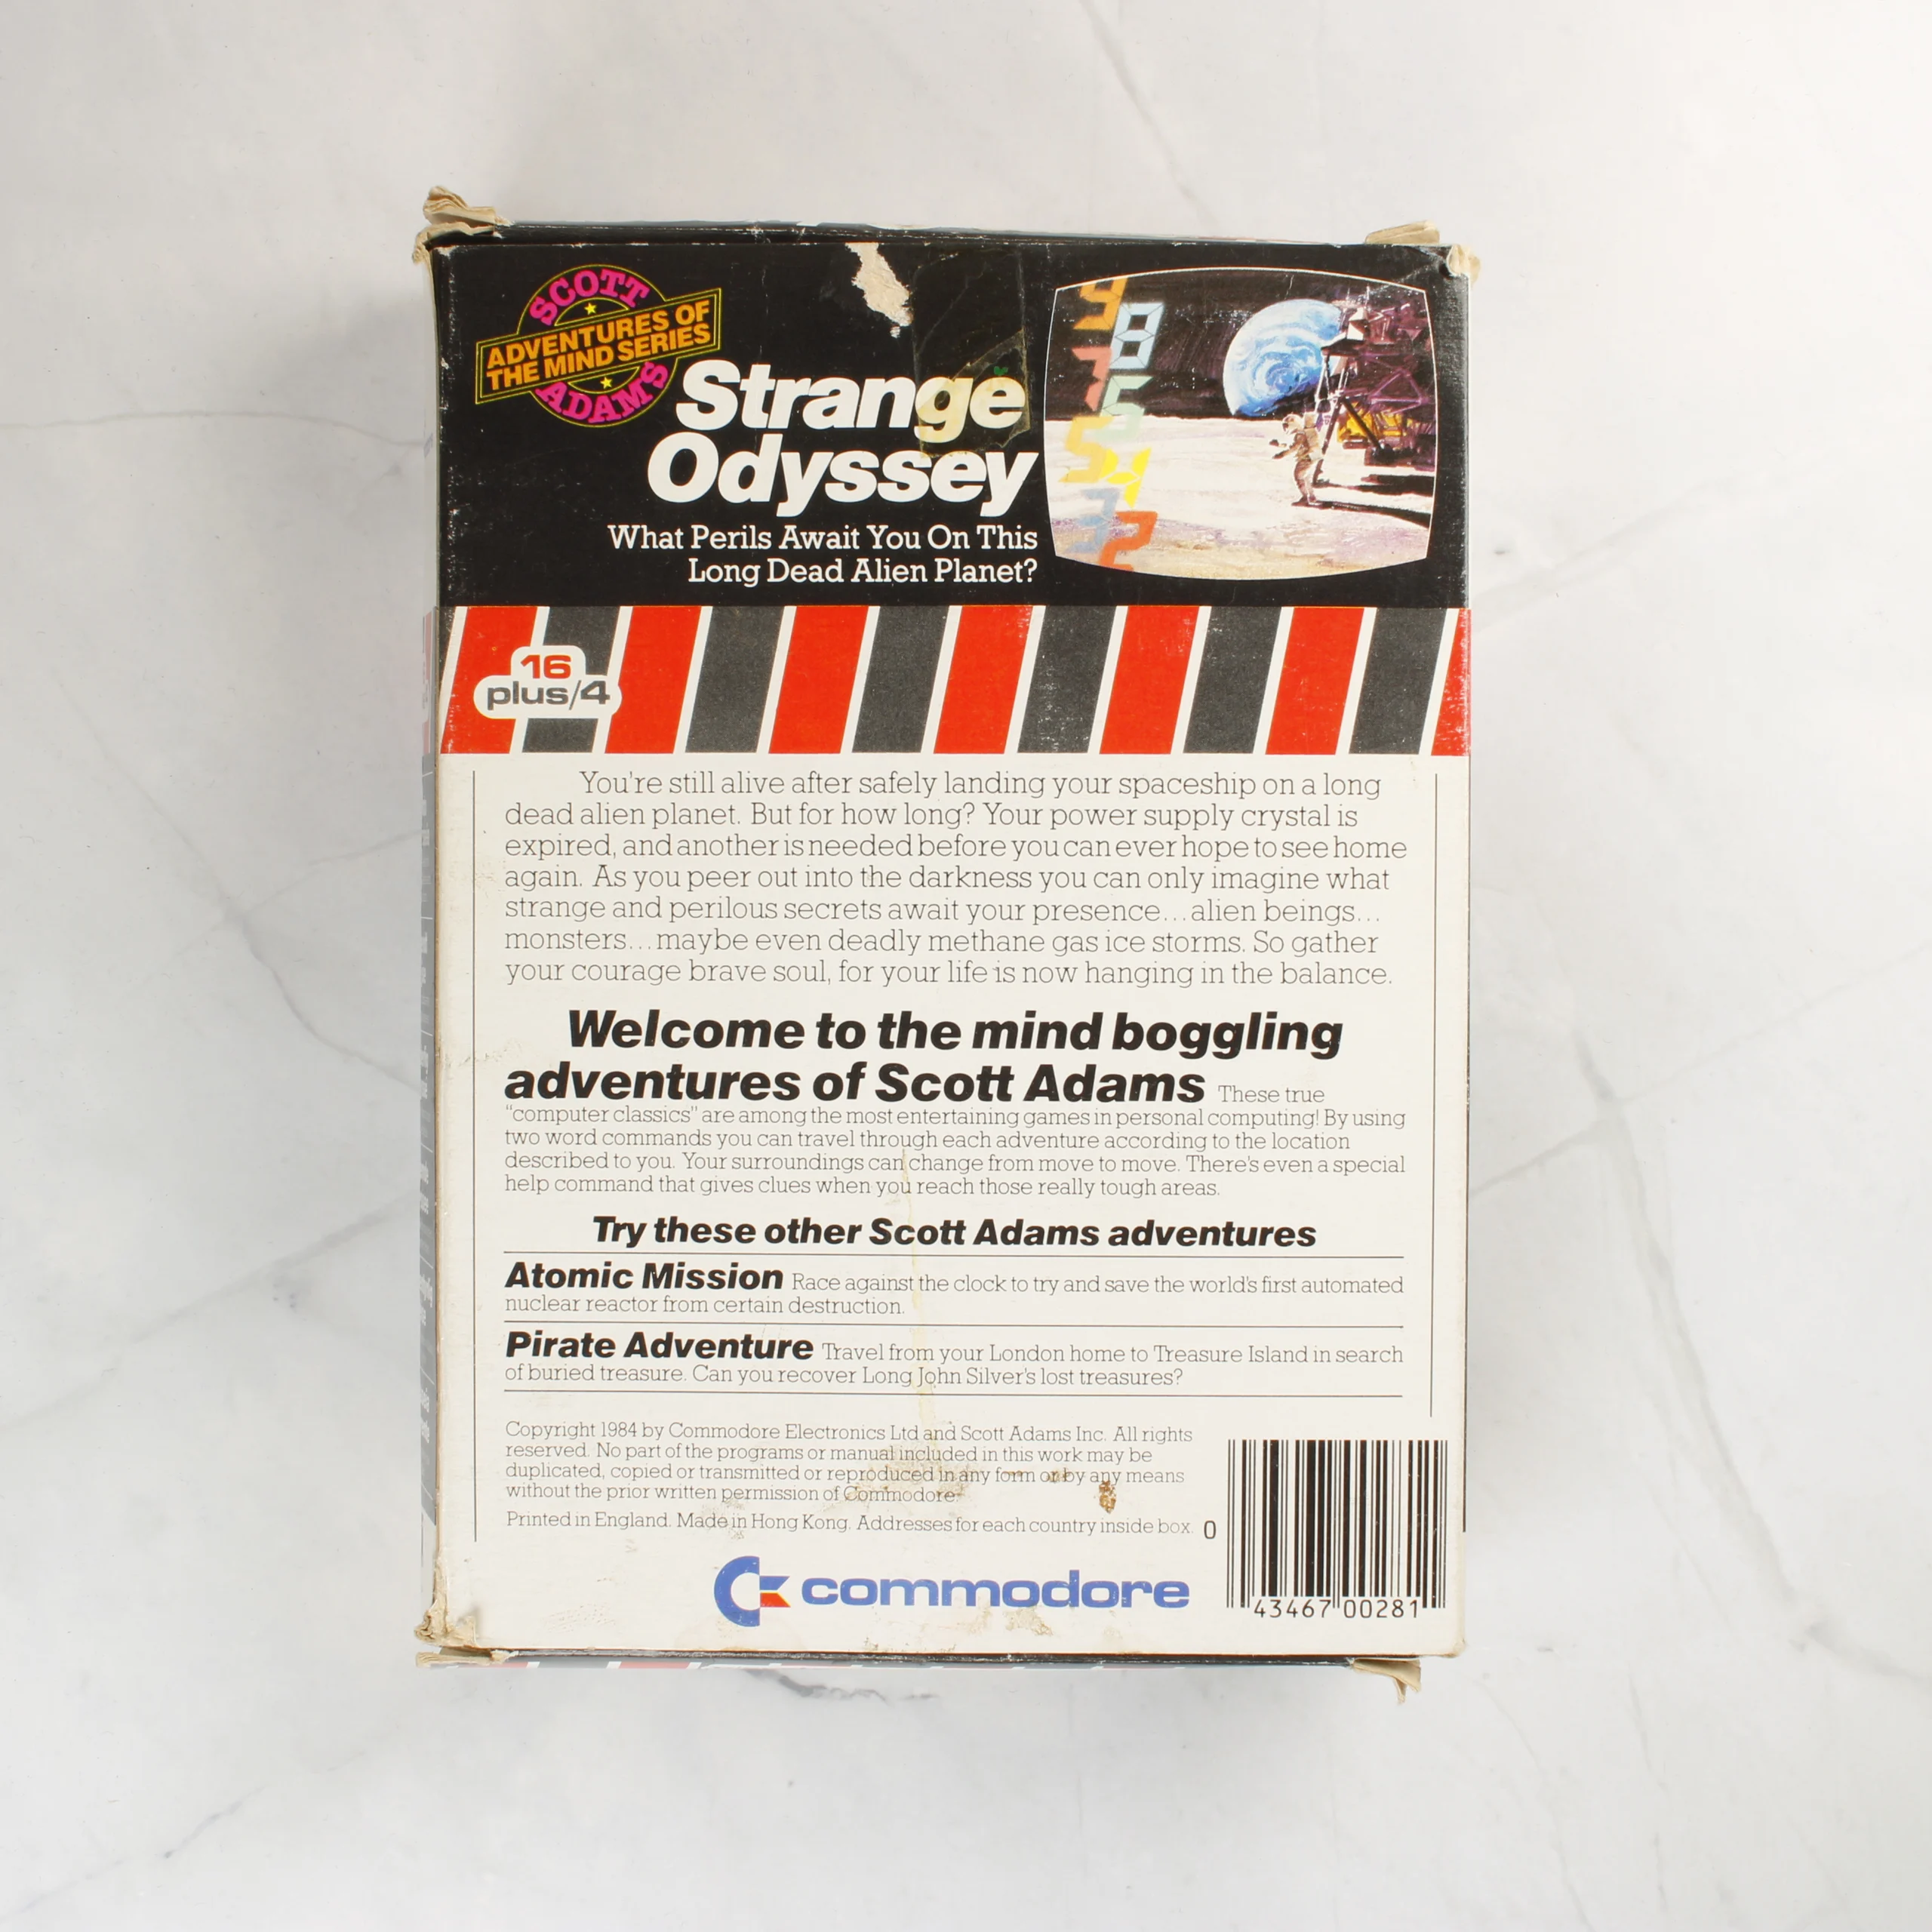 SCOTT
ADVENTURES OF
THE MIND SERIES
ADAMS
Strange
Odyssey
What Perils Await You On This
Long Dead Alien Planet?
9
8
7
6
5
4
3
2
16
plus/4
You're still alive after safely landing your spaceship on a long
dead alien planet. But for how long? Your power supply crystal is
expired, and another is needed before you can ever hope to see home
again. As you peer out into the darkness you can only imagine what
strange and perilous secrets await your presence...alien beings...
monsters...maybe even deadly methane gas ice storms. So gather
your courage brave soul, for your life is now hanging in the balance.
Welcome to the mind boggling
adventures of Scott Adams These true
"computer classics" are among the most entertaining games in personal computing! By using
two word commands you can travel through each adventure according to the location
described to you. Your surroundings can change from move to move. There's even a special
help command that gives clues when you reach those really tough areas.
Try these other Scott Adams adventures
Atomic Mission Race against the clock to try and save the world's first automated
nuclear reactor from certain destruction.
Pirate Adventure Travel from your London home to Treasure Island in search
of buried treasure. Can you recover Long John Silver's lost treasures?
Copyright 1984 by Commodore Electronics Ltd and Scott Adams Inc. All rights
reserved. No part of the programs or manual included in this work may be
duplicated, copied or transmitted or reproduced in any form or by any means
without the prior written permission of Commodore.
Printed in England. Made in Hong Kong. Addresses for each country inside box.
0 43467 00281
commodore